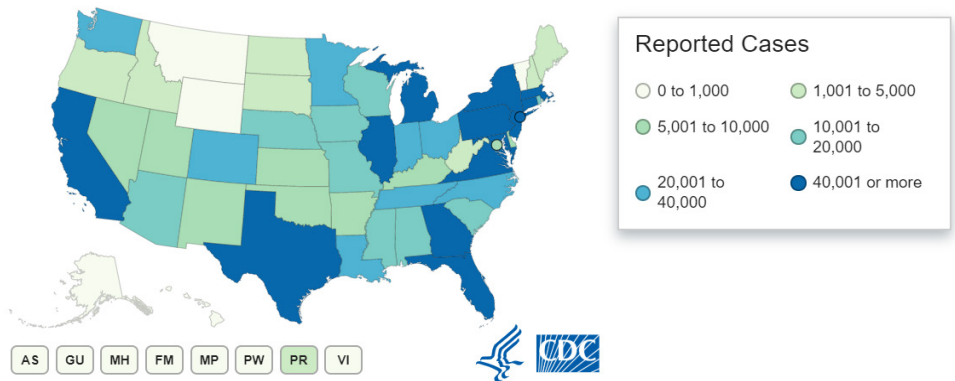 Reported Cases
0 to 1,000
1,001 to 5,000
5,001 to 10,000
10,001 to
20,000
20,001 to
40,000
40,001 or more
AS
GU
MH
FM
MP
PW
PR
VI
CDC